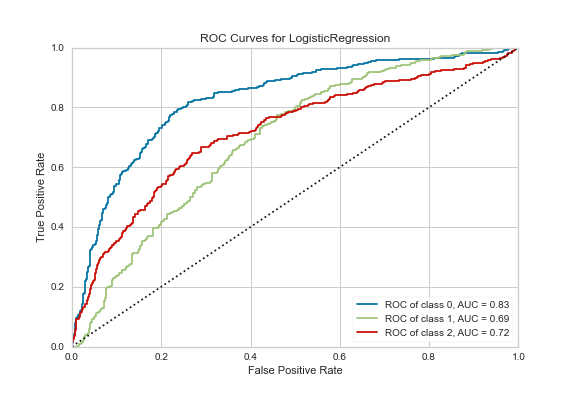 ROC Curves for LogisticRegression
1.0
0.8
0.6
0.4
0.2
0.0
True Positive Rate
0.0 0.2 0.4 0.6 0.8 1.0
False Positive Rate
ROC of class 0, AUC = 0.83
ROC of class 1, AUC = 0.69
ROC of class 2, AUC = 0.72